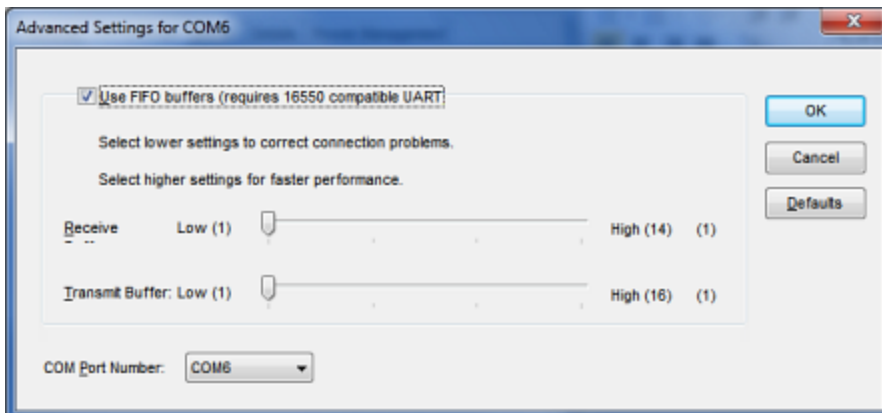 Advanced Settings for COM6
Use FIFO buffers (requires 16550 compatible UART
OK
Select lower settings to correct connection problems.
Cancel
Select higher settings for faster performance.
Defaults
Receive Low (1) High (14) (1)
Transmit Buffer: Low (1) High (16) (1)
COM Port Number: COM6